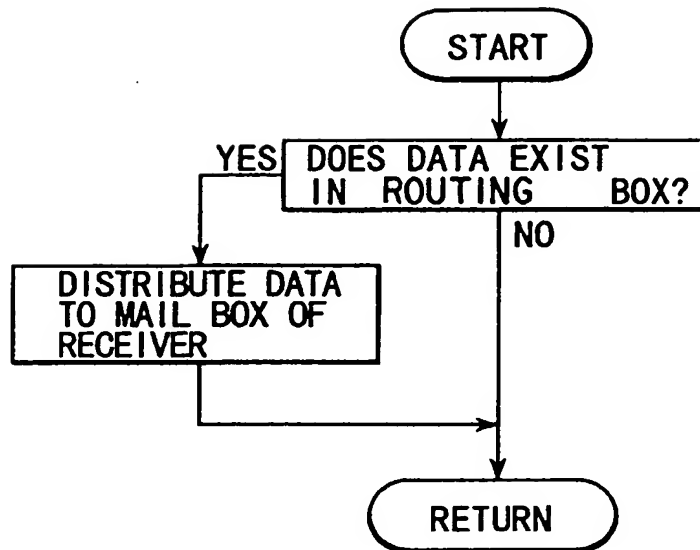 START
DOES DATA EXIST
IN ROUTING BOX?
YES
NO
DISTRIBUTE DATA
TO MAIL BOX OF
RECEIVER
RETURN